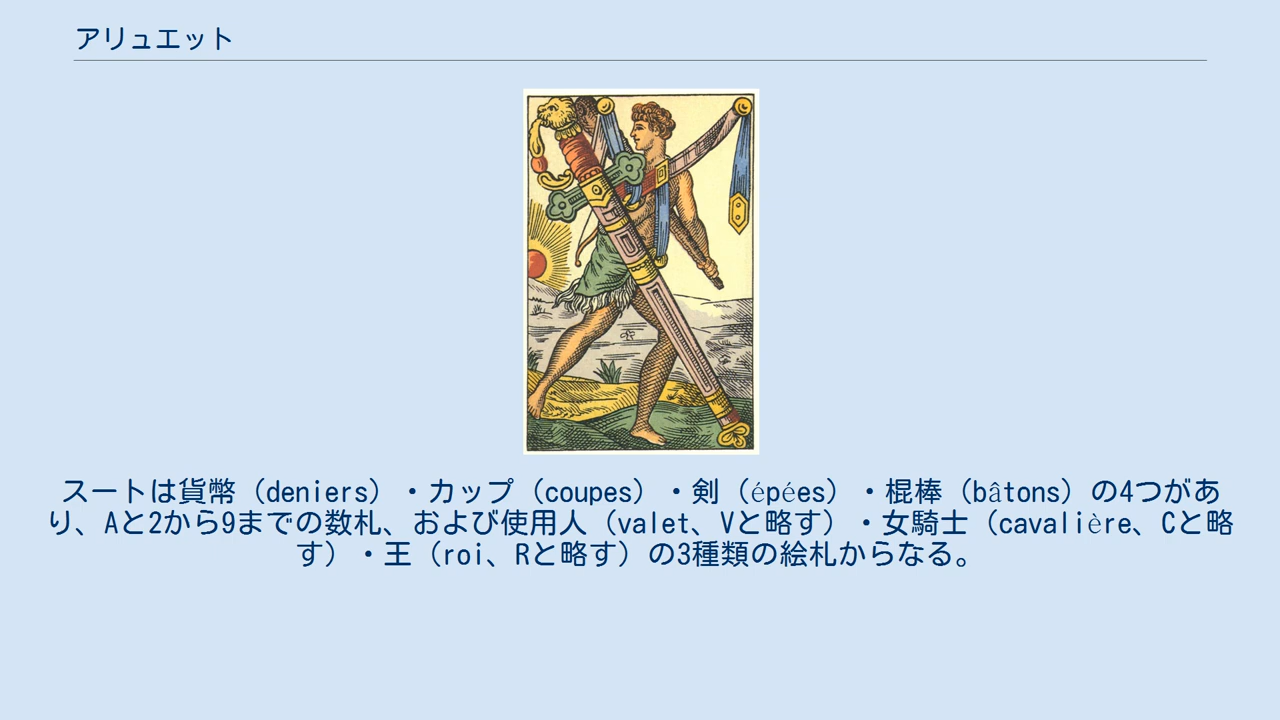 アリュエット
スートは貨幣（deniers）・カップ（coupes）・剣（épées）・棍棒（bâtons）の4つがあ
り、Aと2から9までの数札、および使用人（valet、Vと略す）・女騎士（cavalière、Cと略
す）・王（roi、Rと略す）の3種類の絵札からなる。